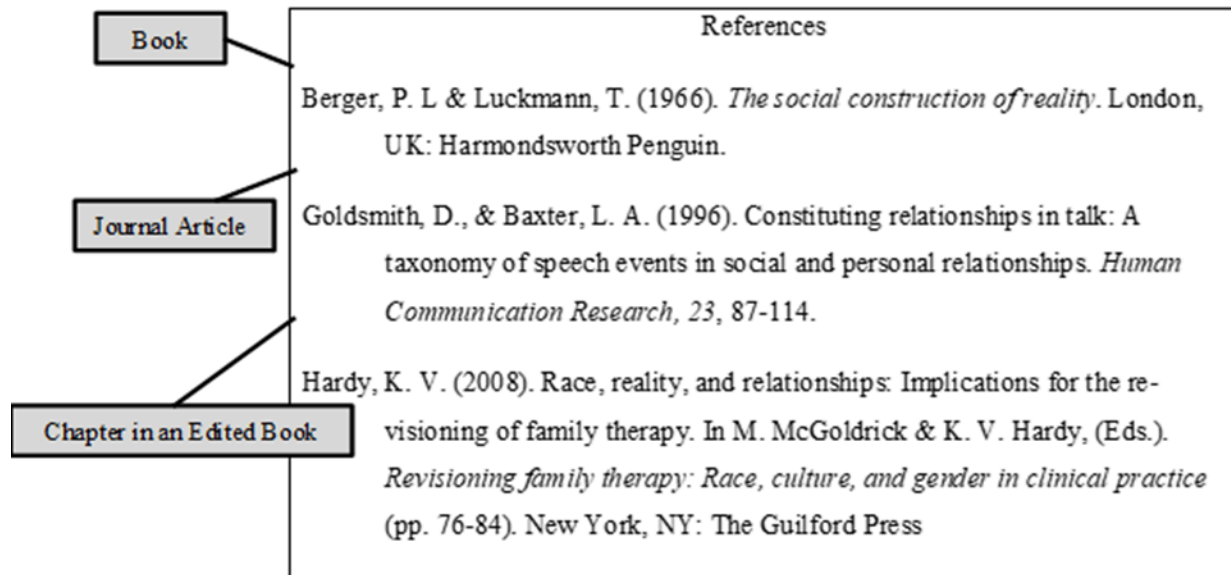 References
Book
Berger, P. L & Luckmann, T. (1966). The social construction of reality. London,
UK: Harmondsworth Penguin.
Journal Article
Goldsmith, D., & Baxter, L. A. (1996). Constituting relationships in talk: A
taxonomy of speech events in social and personal relationships. Human
Communication Research, 23, 87-114.
Chapter in an Edited Book
Hardy, K. V. (2008). Race, reality, and relationships: Implications for the re-
visioning of family therapy. In M. McGoldrick & K. V. Hardy, (Eds.).
Revisioning family therapy: Race, culture, and gender in clinical practice
(pp. 76-84). New York, NY: The Guilford Press